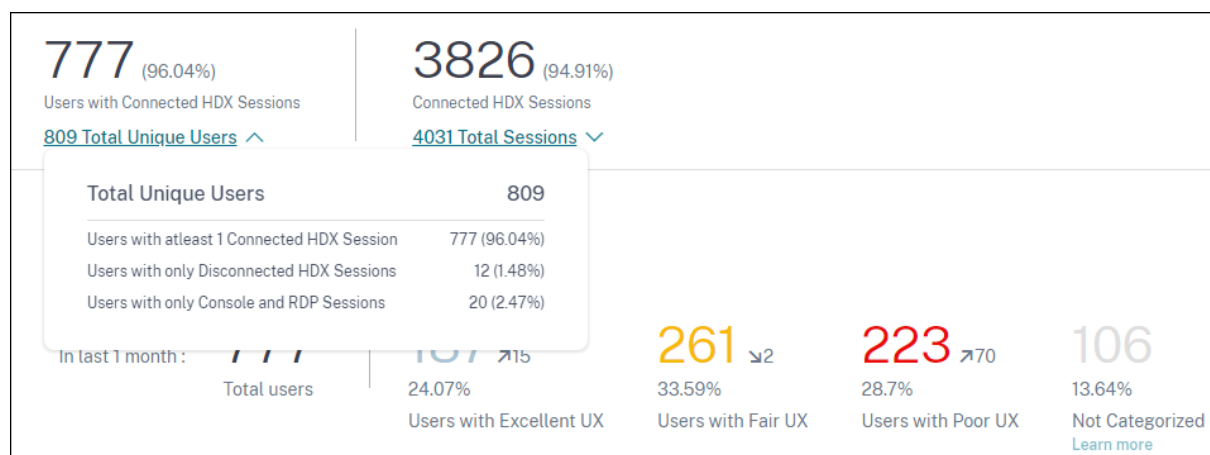 777 (96.04%)
Users with Connected HDX Sessions
809 Total Unique Users
3826 (94.91%)
Connected HDX Sessions
4031 Total Sessions
Total Unique Users 809
Users with atleast 1 Connected HDX Session 777 (96.04%)
Users with only Disconnected HDX Sessions 12 (1.48%)
Users with only Console and RDP Sessions 20 (2.47%)
In last 1 month : 777
Total users
187 15
24.07%
Users with Excellent UX
261 2
33.59%
Users with Fair UX
223 70
28.7%
Users with Poor UX
106
13.64%
Not Categorized
Learn more